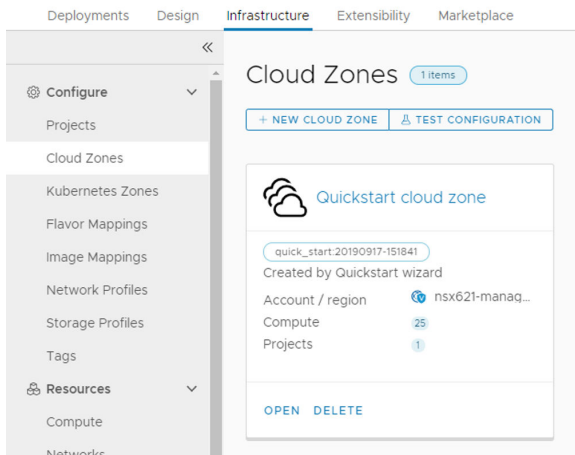 Deployments Design Infrastructure Extensibility Marketplace
«
Configure
Projects
Cloud Zones
Kubernetes Zones
Flavor Mappings
Image Mappings
Network Profiles
Storage Profiles
Tags
Resources
Compute
Networks
Cloud Zones 1 items
+ NEW CLOUD ZONE TEST CONFIGURATION
Quickstart cloud zone
quick_start:20190917-151841
Created by Quickstart wizard
Account / region nsx621-manag...
Compute 25
Projects 1
OPEN DELETE